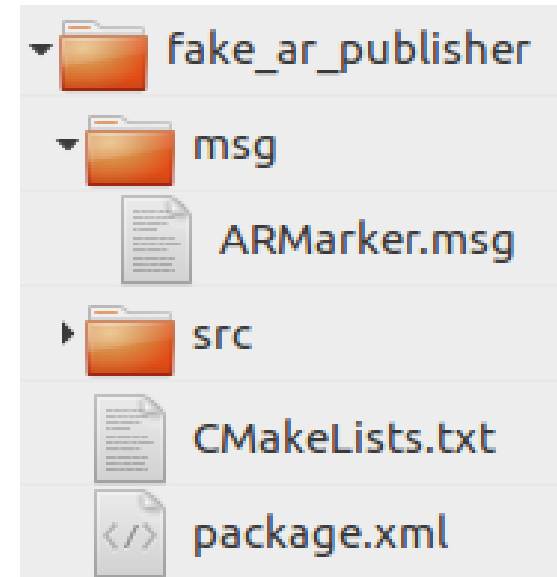 fake_ar_publisher
msg
ARMarker.msg
src
CMakeLists.txt
package.xml